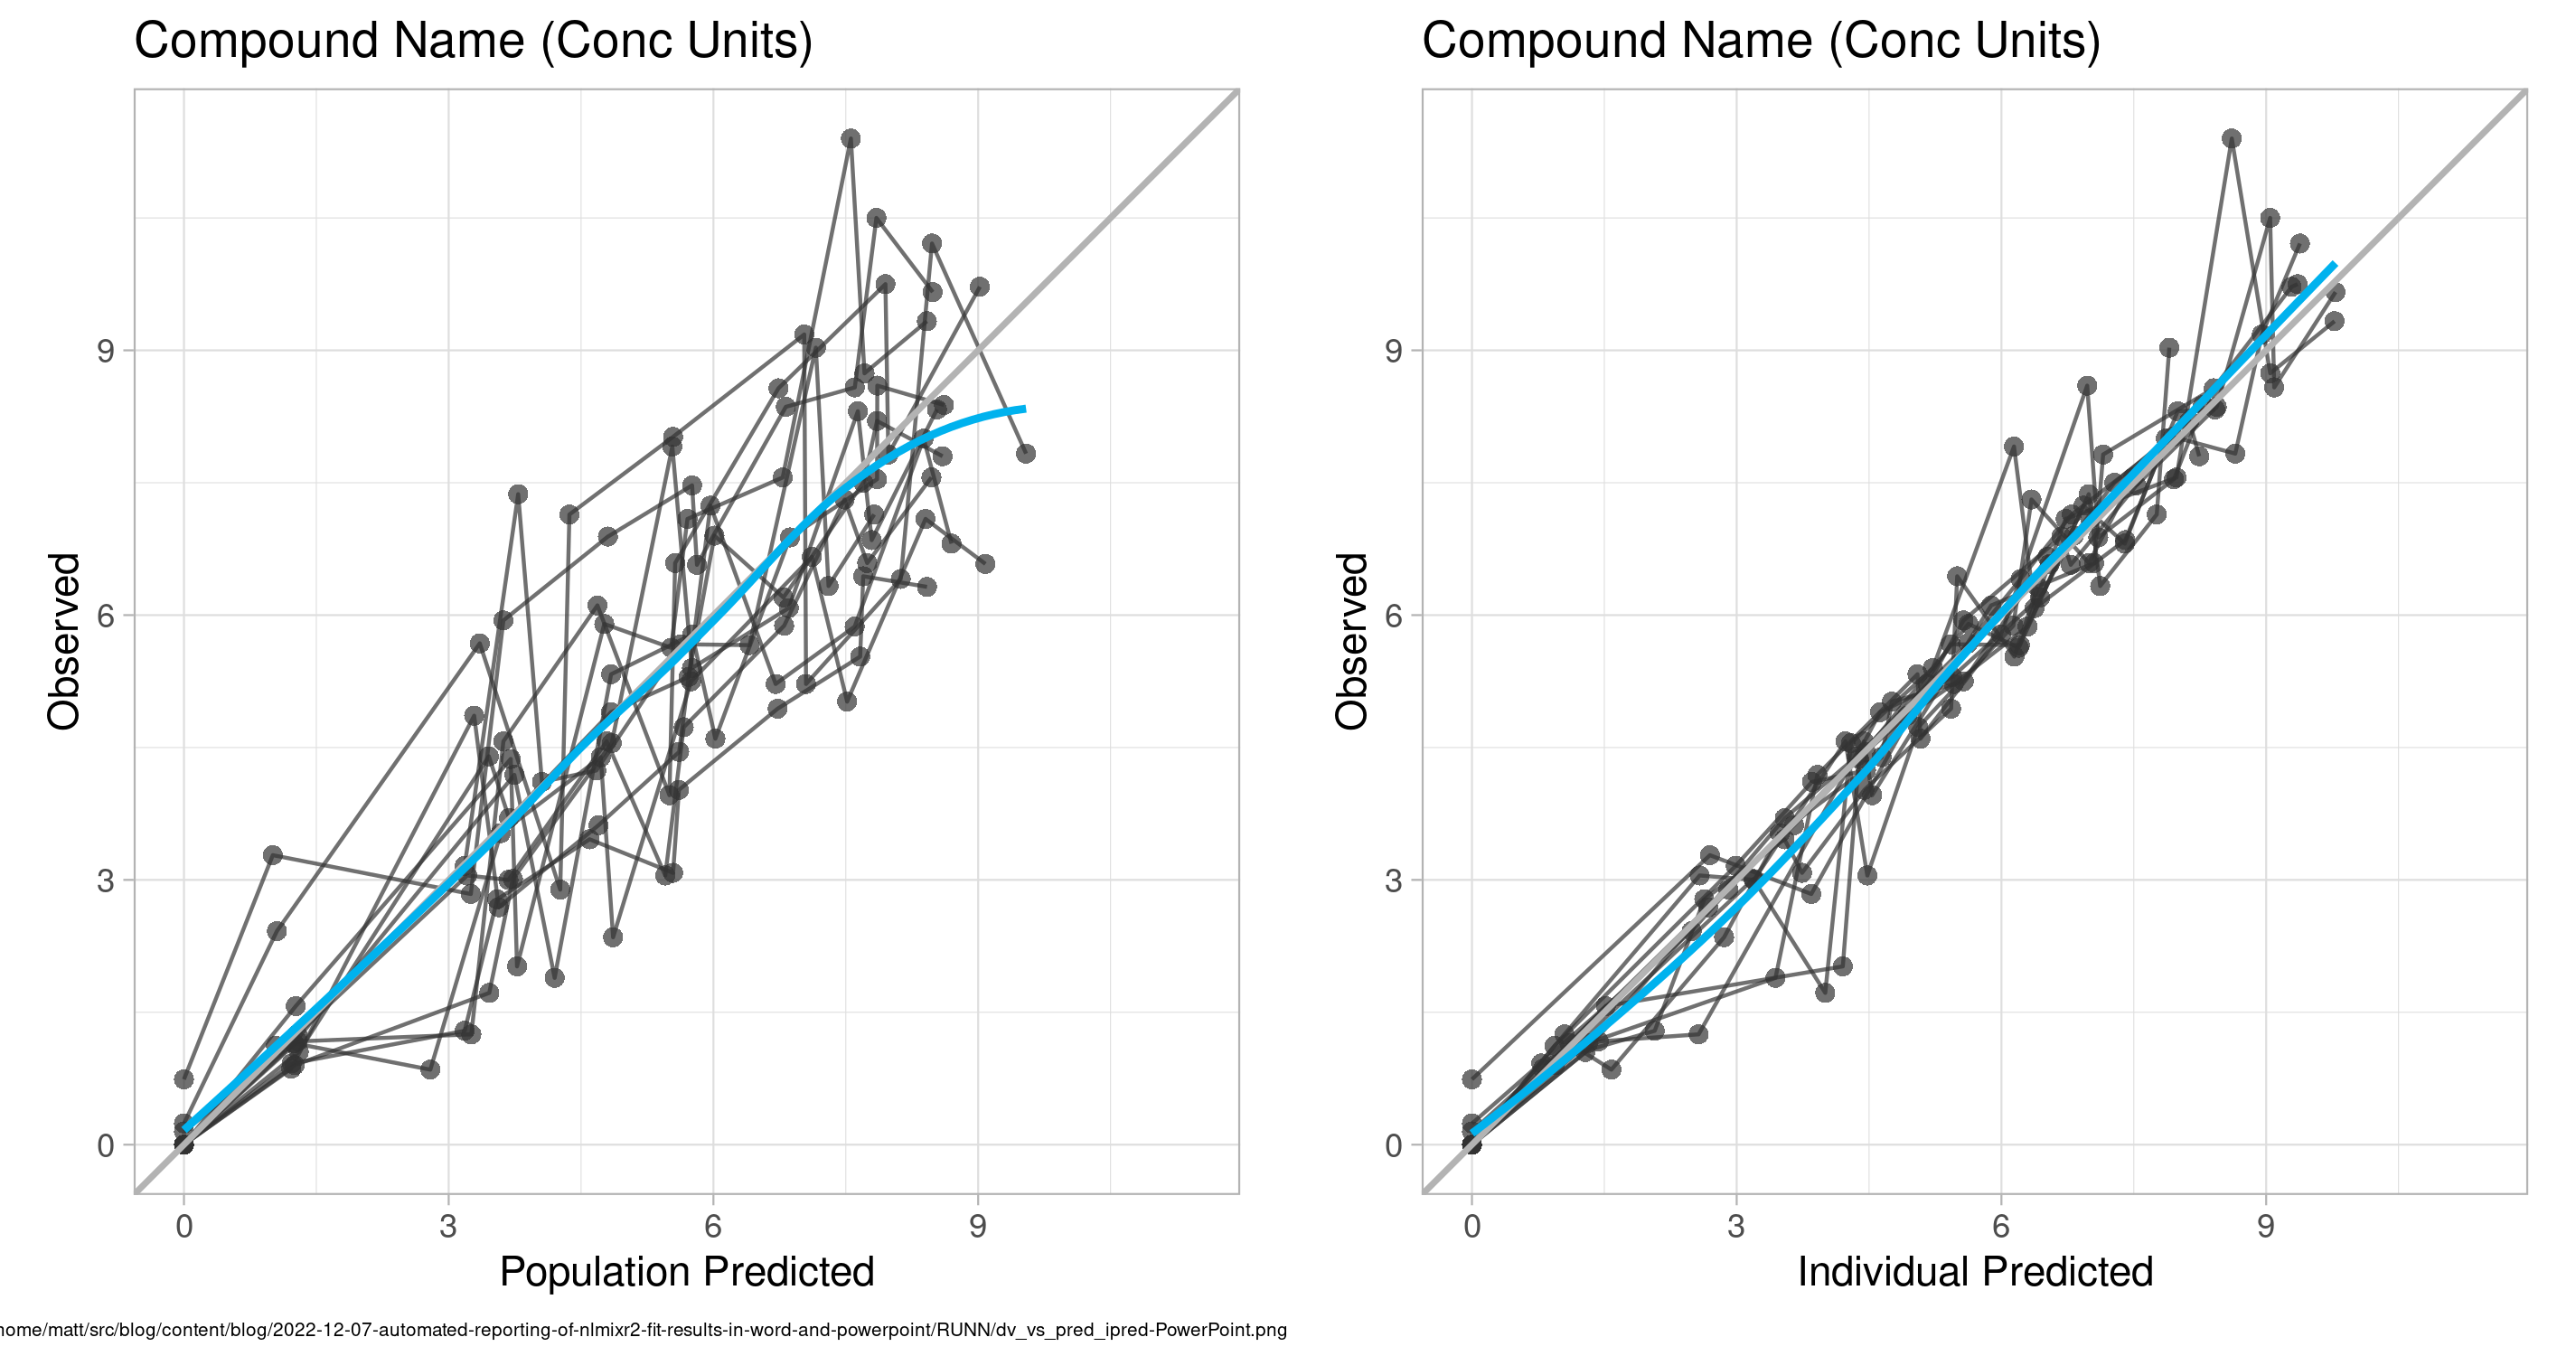 Compound Name (Conc Units)
Observed
9
6
3
0
0 3 6 9
Population Predicted
Compound Name (Conc Units)
Observed
9
6
3
0
0 3 6 9
Individual Predicted
home/matt/src/blog/content/blog/2022-12-07-automated-reporting-of-nlmixr2-fit-results-in-word-and-powerpoint/RUNN/dv_vs_pred_ipred-PowerPoint.png